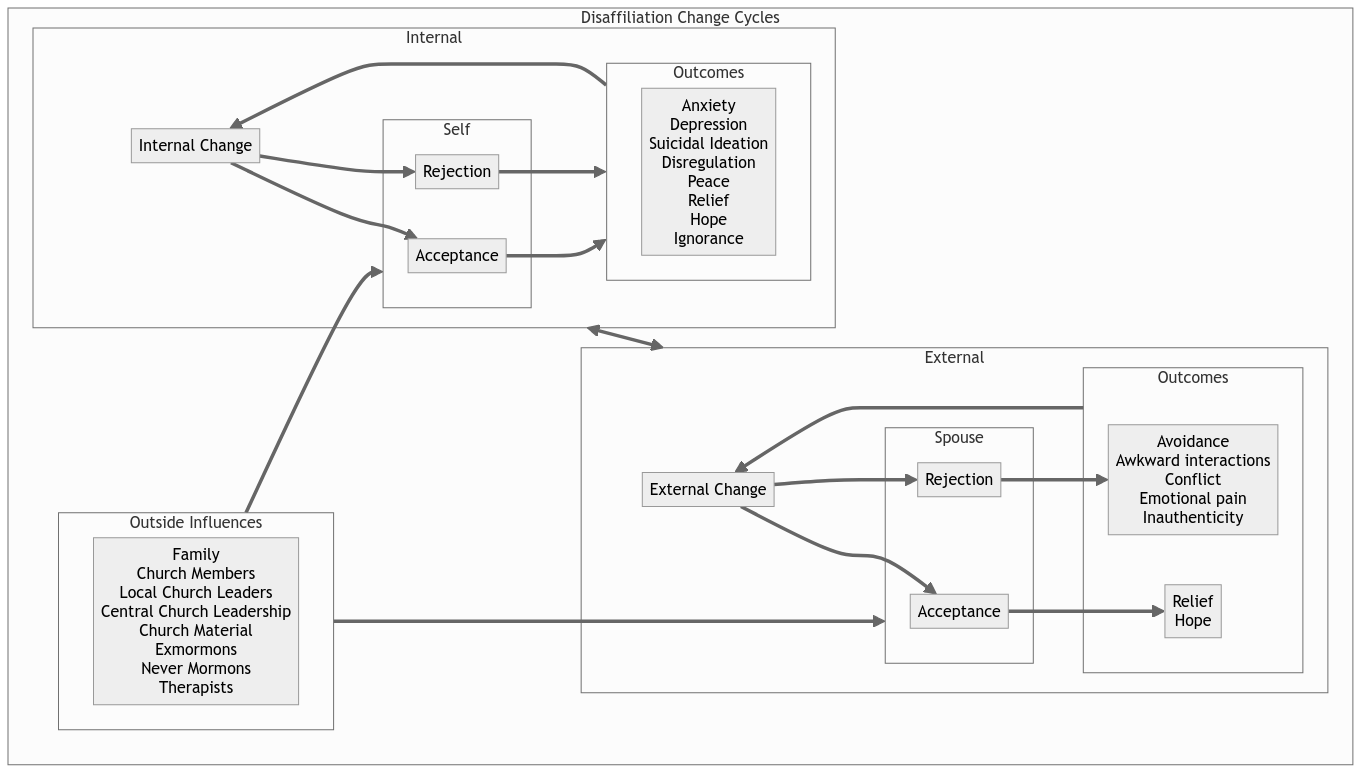 Disaffiliation Change Cycles
Internal
Internal Change
Self
Rejection
Acceptance
Outcomes
Anxiety
Depression
Suicidal Ideation
Disregulation
Peace
Relief
Hope
Ignorance
External
External Change
Spouse
Rejection
Acceptance
Outcomes
Avoidance
Awkward interactions
Conflict
Emotional pain
Inauthenticity
Relief
Hope
Outside Influences
Family
Church Members
Local Church Leaders
Central Church Leadership
Church Material
Exmormons
Never Mormons
Therapists